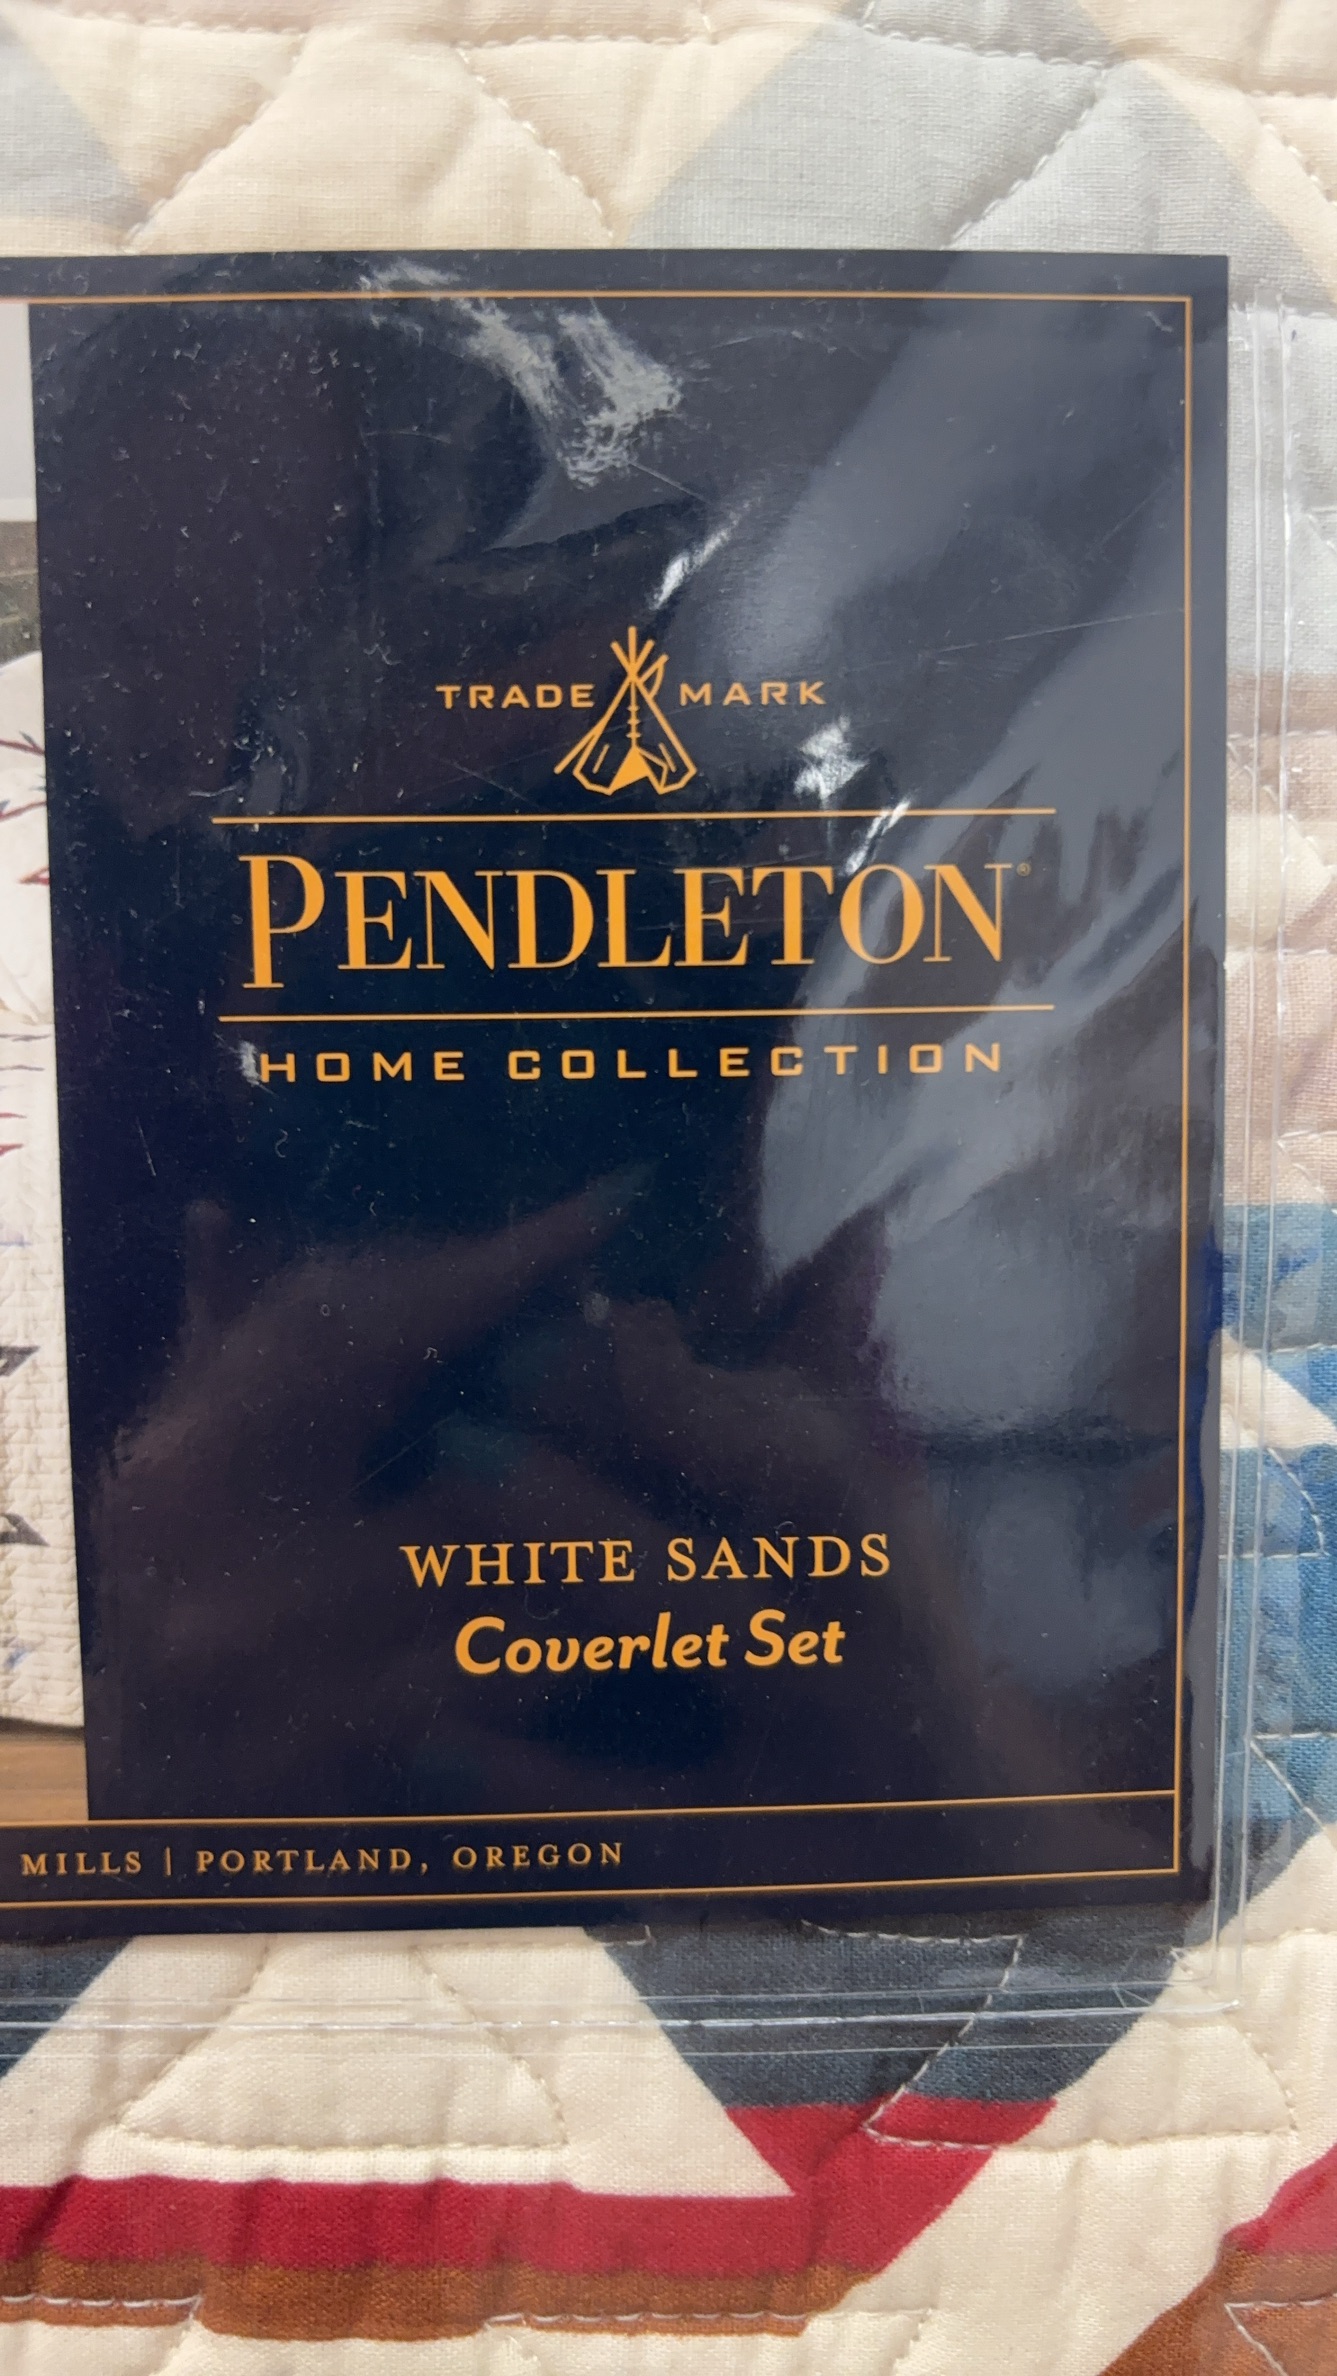 TRADE MARK
PENDLETON®
HOME COLLECTION
WHITE SANDS
Coverlet Set
MILLS | PORTLAND, OREGON